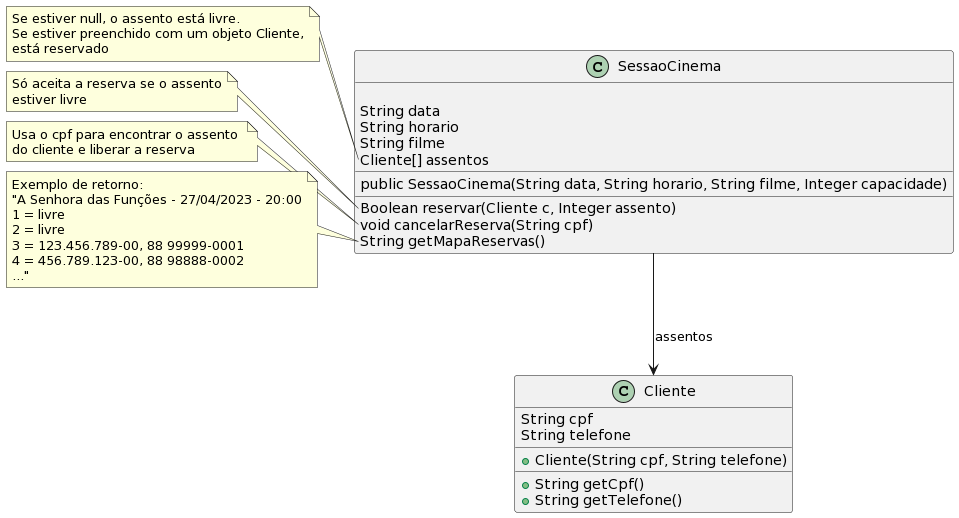 Se estiver null, o assento está livre.
Se estiver preenchido com um objeto Cliente,
está reservado
Só aceita a reserva se o assento
estiver livre
Usa o cpf para encontrar o assento
do cliente e liberar a reserva
Exemplo de retorno:
"A Senhora das Funções - 27/04/2023 - 20:00
1 = livre
2 = livre
3 = 123.456.789-00, 88 99999-0001
4 = 456.789.123-00, 88 98888-0002
..."
C SessaoCinema
String data
String horario
String filme
Cliente[] assentos
public SessaoCinema(String data, String horario, String filme, Integer capacidade)
Boolean reservar(Cliente c, Integer assento)
void cancelarReserva(String cpf)
String getMapaReservas()
assentos
C Cliente
String cpf
String telefone
Cliente(String cpf, String telefone)
String getCpf()
String getTelefone()